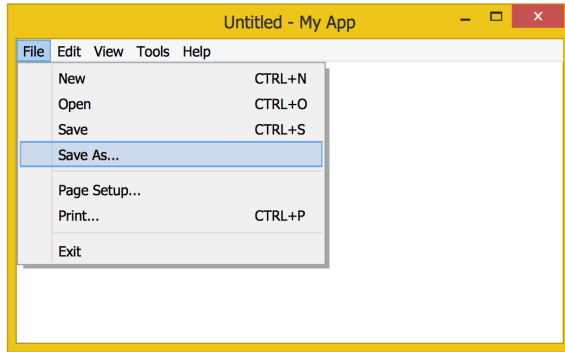 Untitled - My App
File Edit View Tools Help
New CTRL+N
Open CTRL+O
Save CTRL+S
Save As...
Page Setup...
Print... CTRL+P
Exit